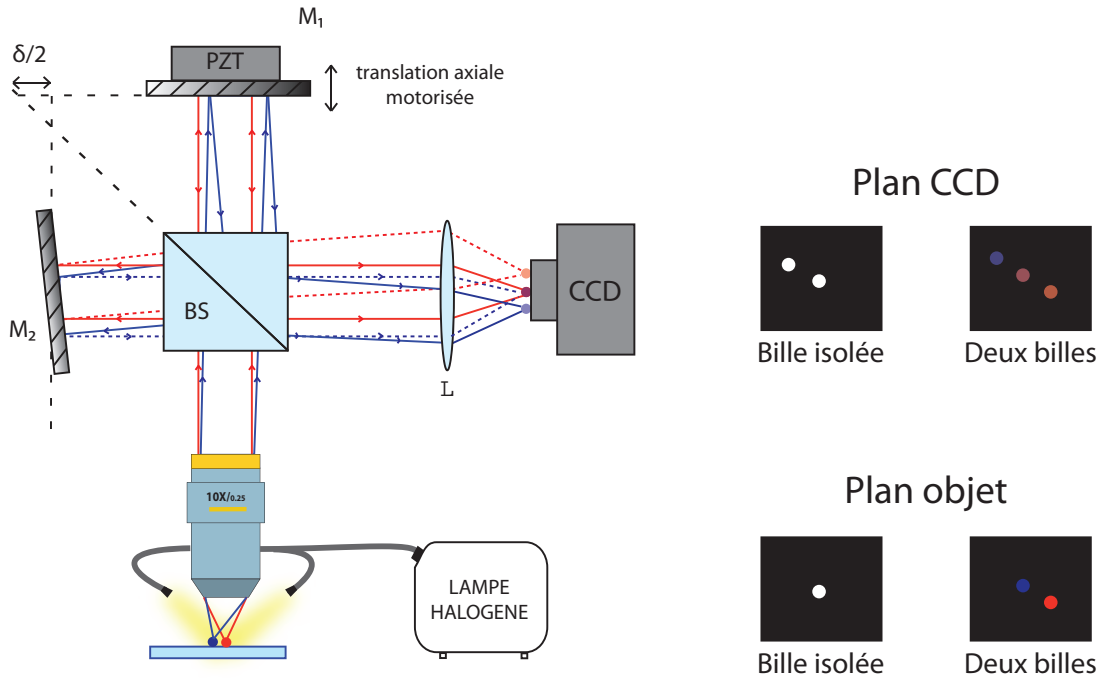 M₁
δ/2
PZT
translation axiale
motorisée
M₂
BS
L
CCD
10X/0.25
LAMPE
HALOGENE
Plan CCD
Bille isolée
Deux billes
Plan objet
Bille isolée
Deux billes